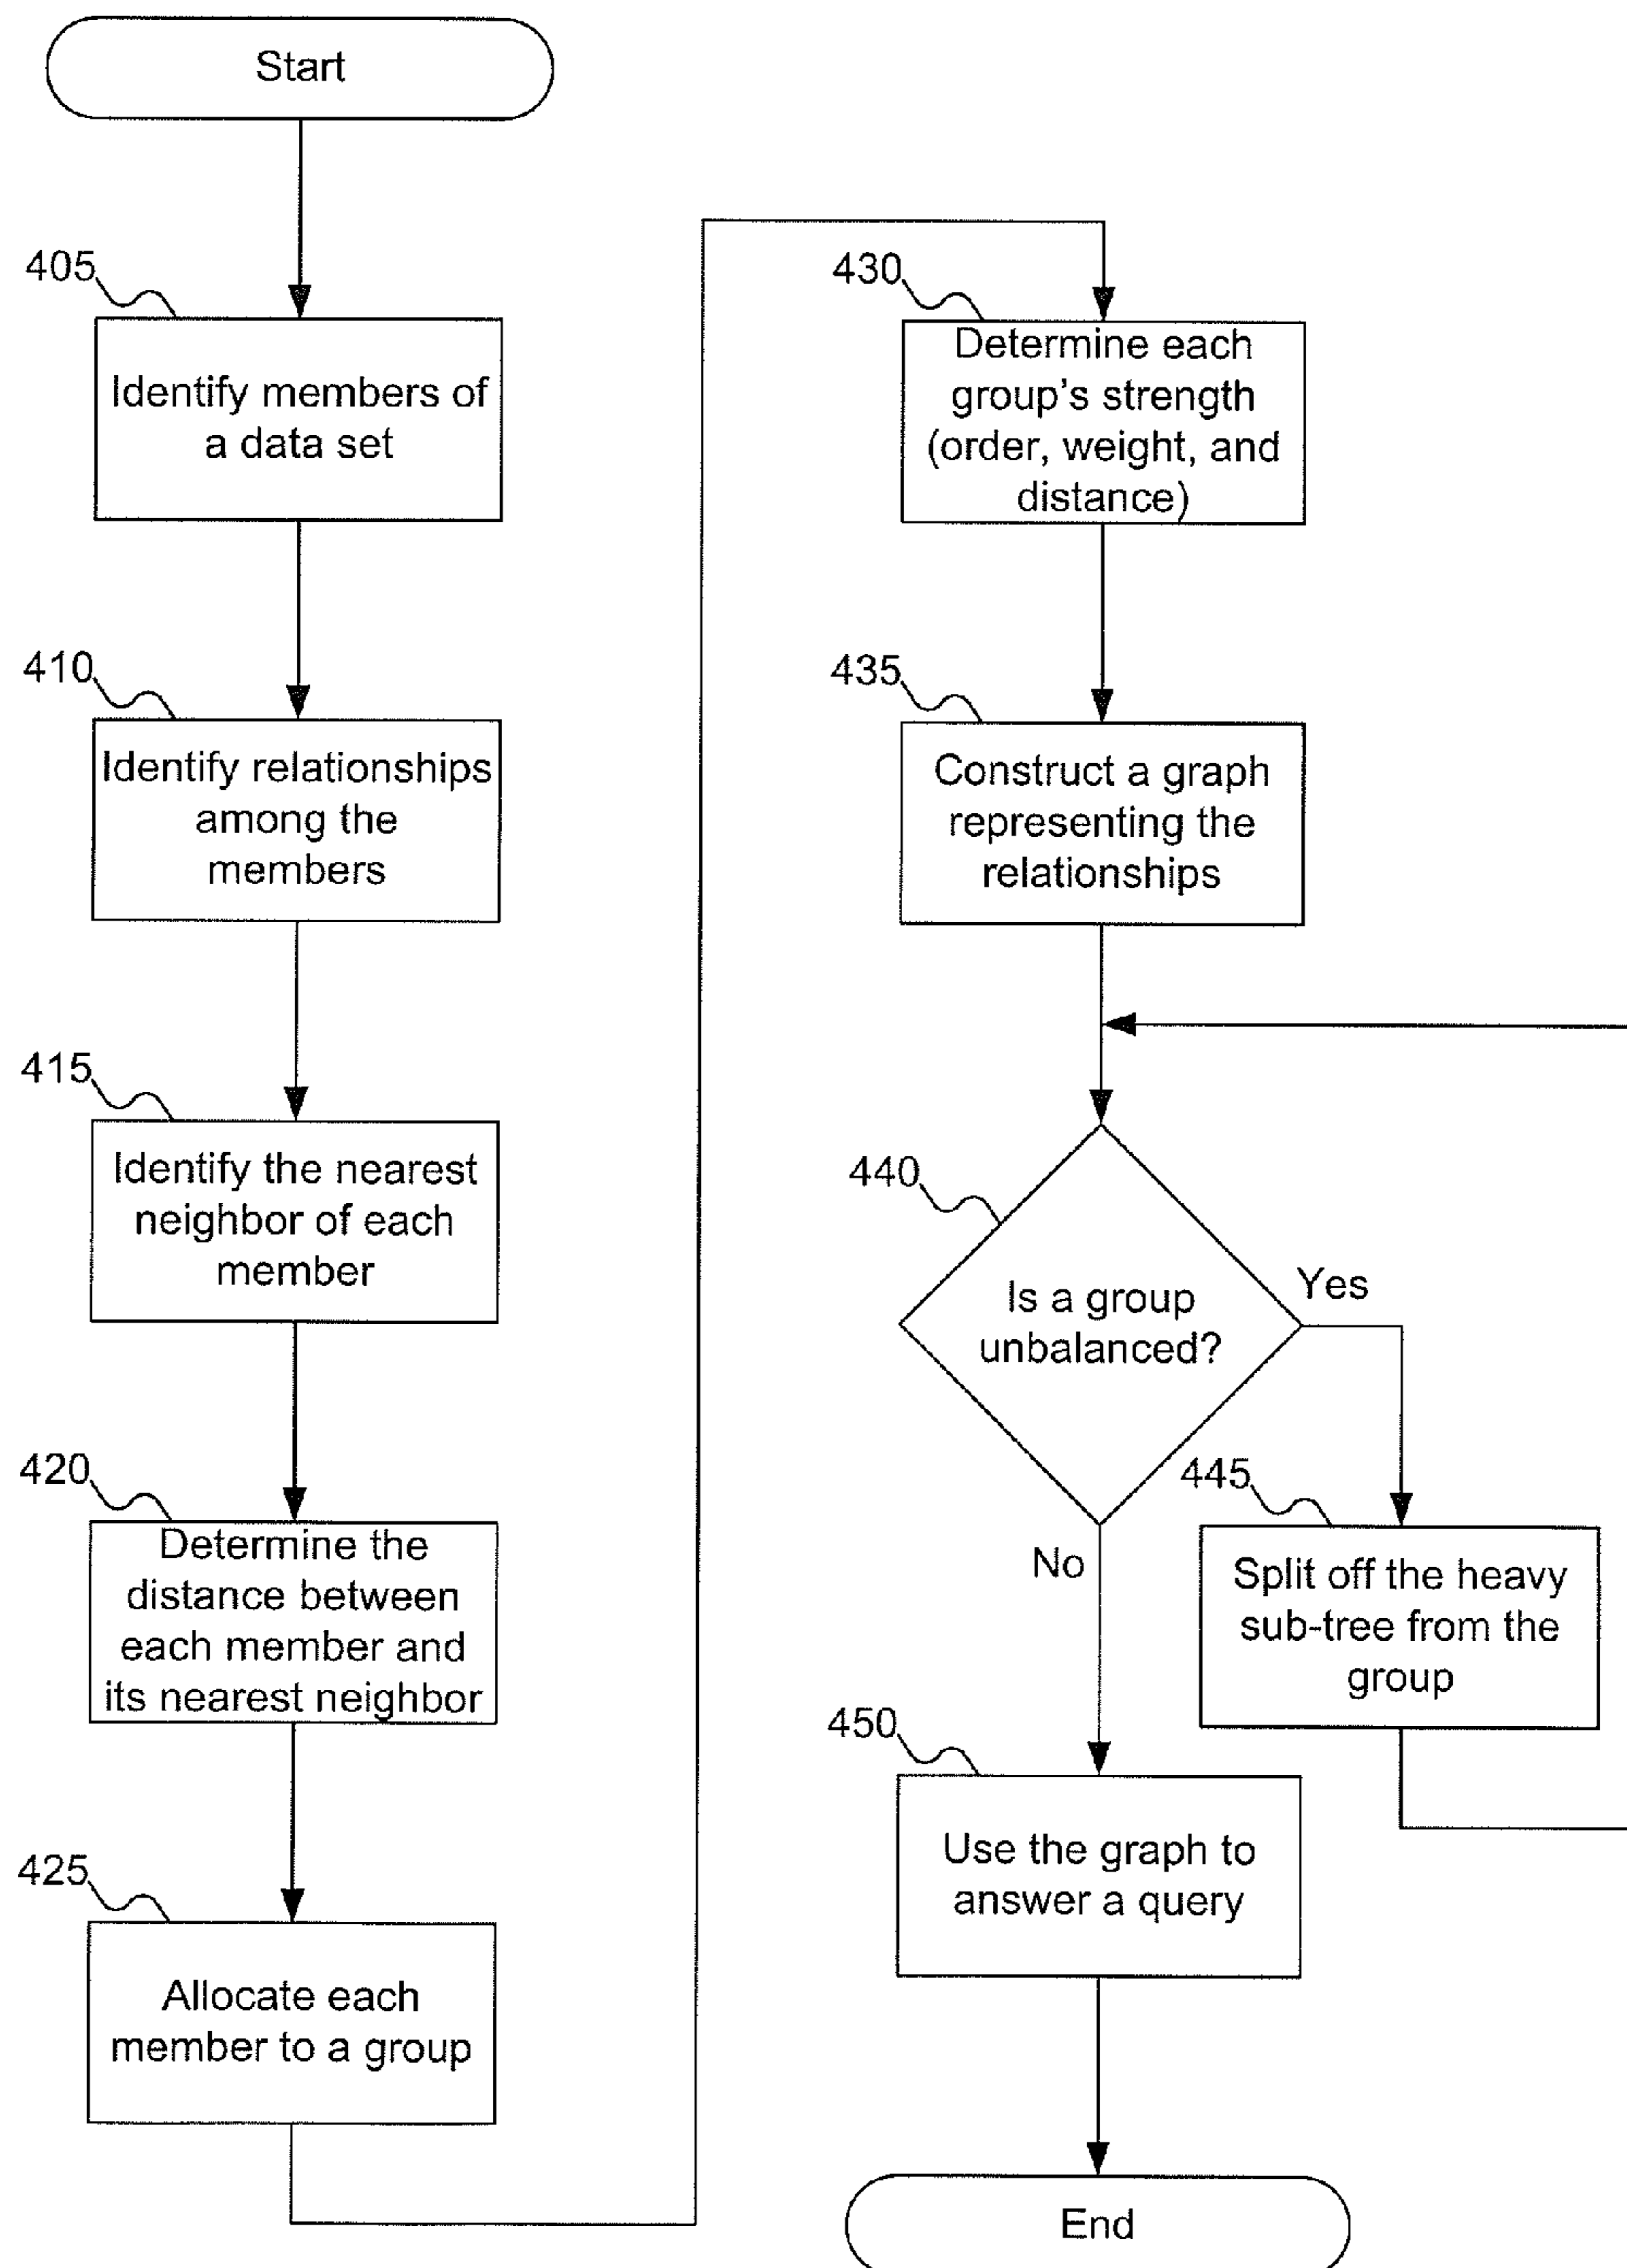 Start
405
Identify members of
a data set
410
Identify relationships
among the
members
415
Identify the nearest
neighbor of each
member
420
Determine the
distance between
each member and
its nearest neighbor
425
Allocate each
member to a group
430
Determine each
group's strength
(order, weight, and
distance)
435
Construct a graph
representing the
relationships
440
Is a group
unbalanced?
Yes
No
445
Split off the heavy
sub-tree from the
group
450
Use the graph to
answer a query
End